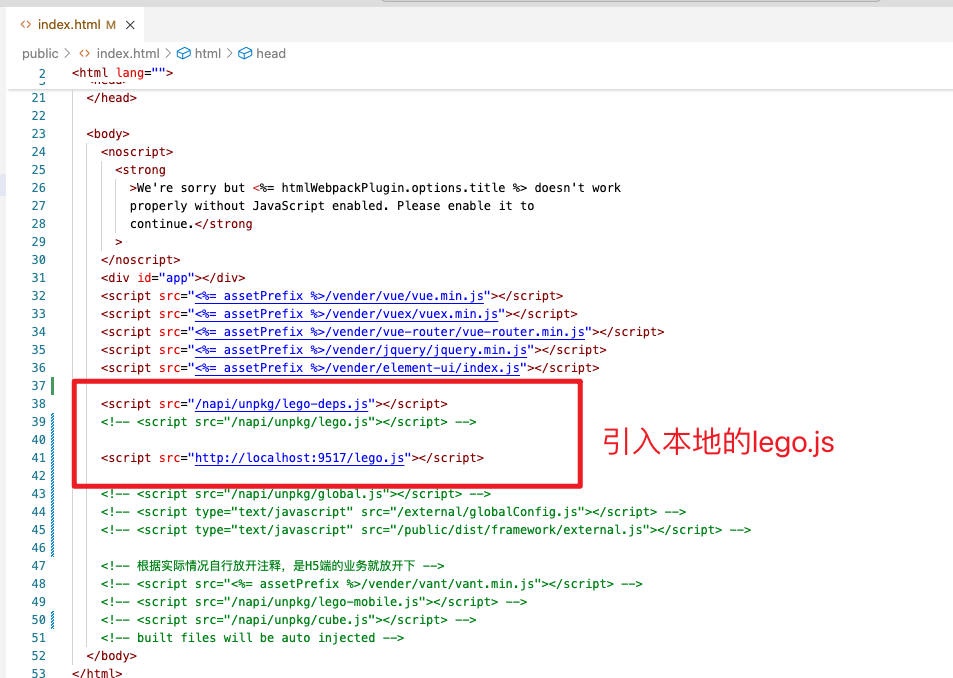 index.html M
public > index.html > html > head
2 <html lang="">
21 </head>
22
23 <body>
24 <noscript>
25 <strong
26 >We're sorry but <%= htmlWebpackPlugin.options.title %> doesn't work
27 properly without JavaScript enabled. Please enable it to
28 continue.</strong
29 >
30 </noscript>
31 <div id="app"></div>
32 <script src="<%= assetPrefix %>/vender/vue/vue.min.js"></script>
33 <script src="<%= assetPrefix %>/vender/vuex/vuex.min.js"></script>
34 <script src="<%= assetPrefix %>/vender/vue-router/vue-router.min.js"></script>
35 <script src="<%= assetPrefix %>/vender/jquery/jquery.min.js"></script>
36 <script src="<%= assetPrefix %>/vender/element-ui/index.js"></script>
37
38 <script src="/napi/unpkg/lego-deps.js"></script>
39 <!-- <script src="/napi/unpkg/lego.js"></script> -->
40
引入本地的lego.js
41 <script src="http://localhost:9517/lego.js"></script>
42
43 <!-- <script src="/napi/unpkg/global.js"></script> -->
44 <!-- <script type="text/javascript" src="/external/globalConfig.js"></script> -->
45 <!-- <script type="text/javascript" src="/public/dist/framework/external.js"></script> -->
46
47 <!-- 根据实际情况自行放开注释，是H5端的业务就放开下 -->
48 <!-- <script src="<%= assetPrefix %>/vender/vant/vant.min.js"></script> -->
49 <!-- <script src="/napi/unpkg/lego-mobile.js"></script> -->
50 <!-- <script src="/napi/unpkg/cube.js"></script> -->
51 <!-- built files will be auto injected -->
52 </body>
53 </html>